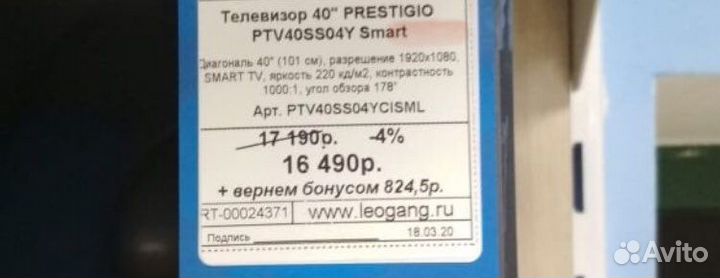 Телевизор 40" PRESTIGIO
PTV40SS04Y Smart
Диагональ 40" (101 см), разрешение 1920x1080,
SMART TV, яркость 220 кд/м2, контрастность
1000:1, угол обзора 178°
Арт. PTV40SS04YCISML
17 190р. -4%
16 490р.
+ вернем бонусом 824,5р.
RT-00024371 www.leogang.ru
Подпись 18.03.20
Avito